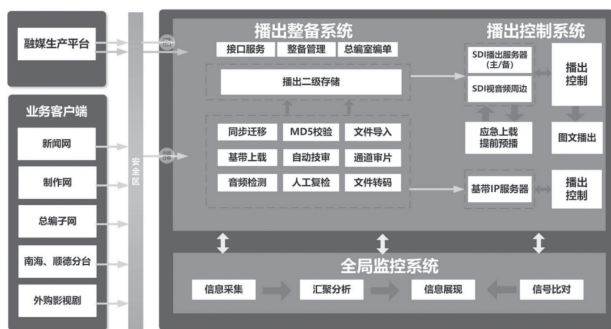 融媒生产平台
业务客户端
新闻网
制作网
总编子网
南海、顺德分台
外购影视剧
安全区
播出整备系统
接口服务
整备管理
总编室编单
播出二级存储
同步迁移
MD5校验
文件导入
基带上载
自动技审
通道审片
音频检测
人工复检
文件转码
播出控制系统
SDI播出服务器
(主/备)
SDI视音频周边
播出
控制
应急上载
提前预播
图文播出
基带IP服务器
播出
控制
全局监控系统
信息采集
汇聚分析
信息展现
信号比对